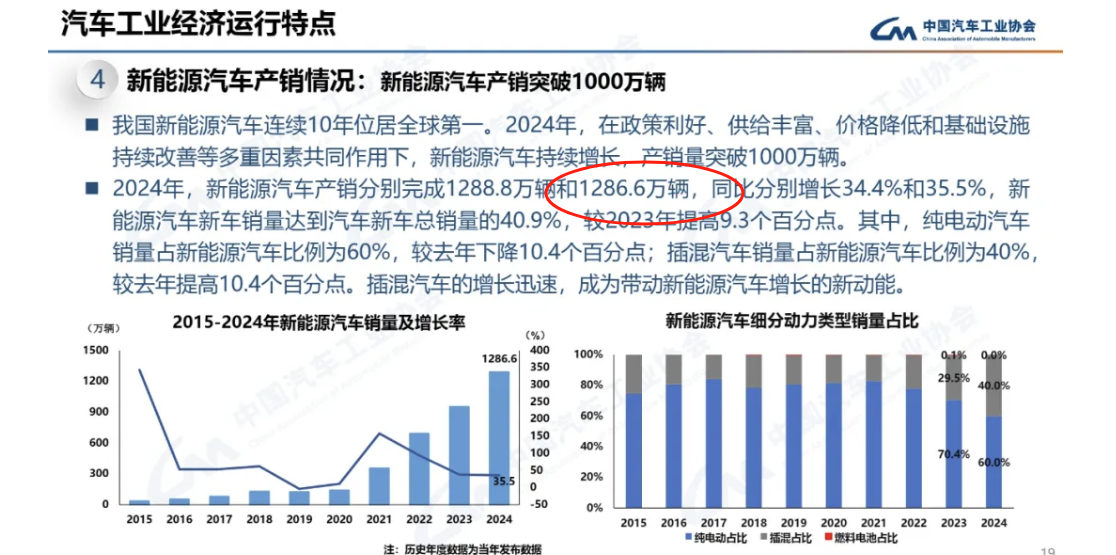 汽车工业经济运行特点
中国汽车工业协会
China Association of Automobile Manufacturers
4 新能源汽车产销情况：新能源汽车产销突破1000万辆
■ 我国新能源汽车连续10年位居全球第一。2024年，在政策利好、供给丰富、价格降低和基础设施
持续改善等多重因素共同作用下，新能源汽车持续增长，产销量突破1000万辆。
■ 2024年，新能源汽车产销分别完成1288.8万辆和1286.6万辆，同比分别增长34.4%和35.5%，新
能源汽车新车销量达到汽车新车总销量的40.9%，较2023年提高9.3个百分点。其中，纯电动汽车
销量占新能源汽车比例为60%，较去年下降10.4个百分点；插混汽车销量占新能源汽车比例为40%，
较去年提高10.4个百分点。插混汽车的增长迅速，成为带动新能源汽车增长的新动能。
2015-2024年新能源汽车销量及增长率
（万辆）
(%)
1500
1200
900
600
300
0
400
350
300
250
200
150
100
50
0
-50
1286.6
35.5
2015 2016 2017 2018 2019 2020 2021 2022 2023 2024
注：历史年度数据为当年发布数据
新能源汽车细分动力类型销量占比
100%
80%
60%
40%
20%
0%
0.1% 0.0%
29.5%
40.0%
70.4%
60.0%
2015 2016 2017 2018 2019 2020 2021 2022 2023 2024
纯电动占比 插混占比 燃料电池占比
19
中国汽车工业协会